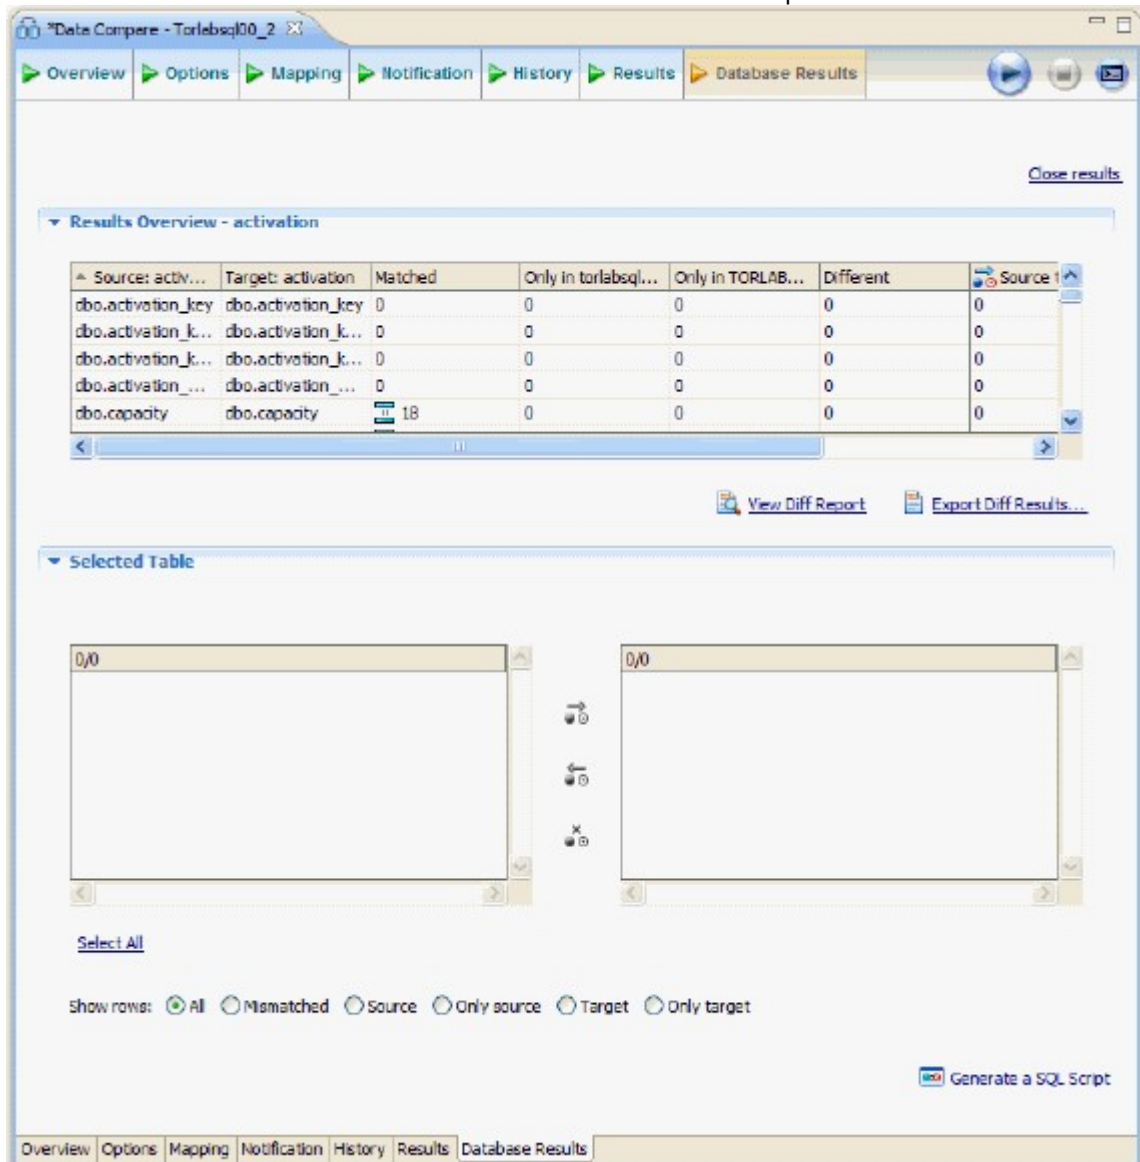 *Data Compare - Torlabsql00_2
Overview Options Mapping Notification History Results Database Results
Close results
Results Overview - activation
Source: activ... Target: activation Matched Only in torlabsql... Only in TORLAB... Different Source t
dbo.activation_key dbo.activation_key 0 0 0 0 0
dbo.activation_k... dbo.activation_k... 0 0 0 0 0
dbo.activation_k... dbo.activation_k... 0 0 0 0 0
dbo.activation_... dbo.activation_... 0 0 0 0 0
dbo.capacity dbo.capacity 18 0 0 0 0
View Diff Report Export Diff Results...
Selected Table
0/0 0/0
Select All
Show rows: All Mismatched Source Only source Target Only target
Generate a SQL Script
Overview Options Mapping Notification History Results Database Results